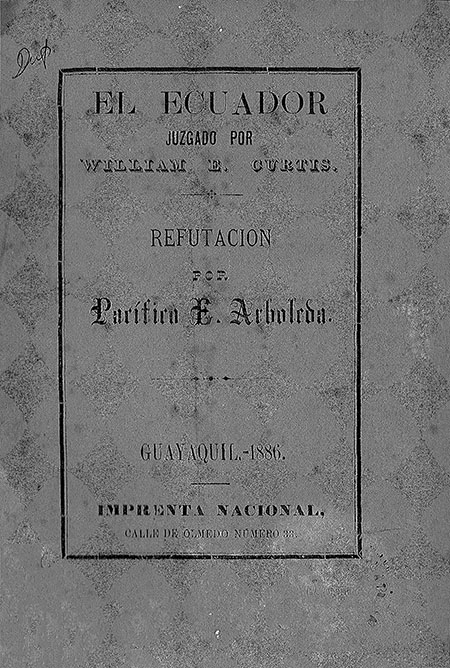 EL ECUADOR
JUZGADO POR
WILLIAM E. CURTIS.
REFUTACION
POR
Pacífico E. Arboleda.
GUAYAQUIL,-1886.
IMPRENTA NACIONAL,
CALLE DE OLMEDO NÚMERO 33.